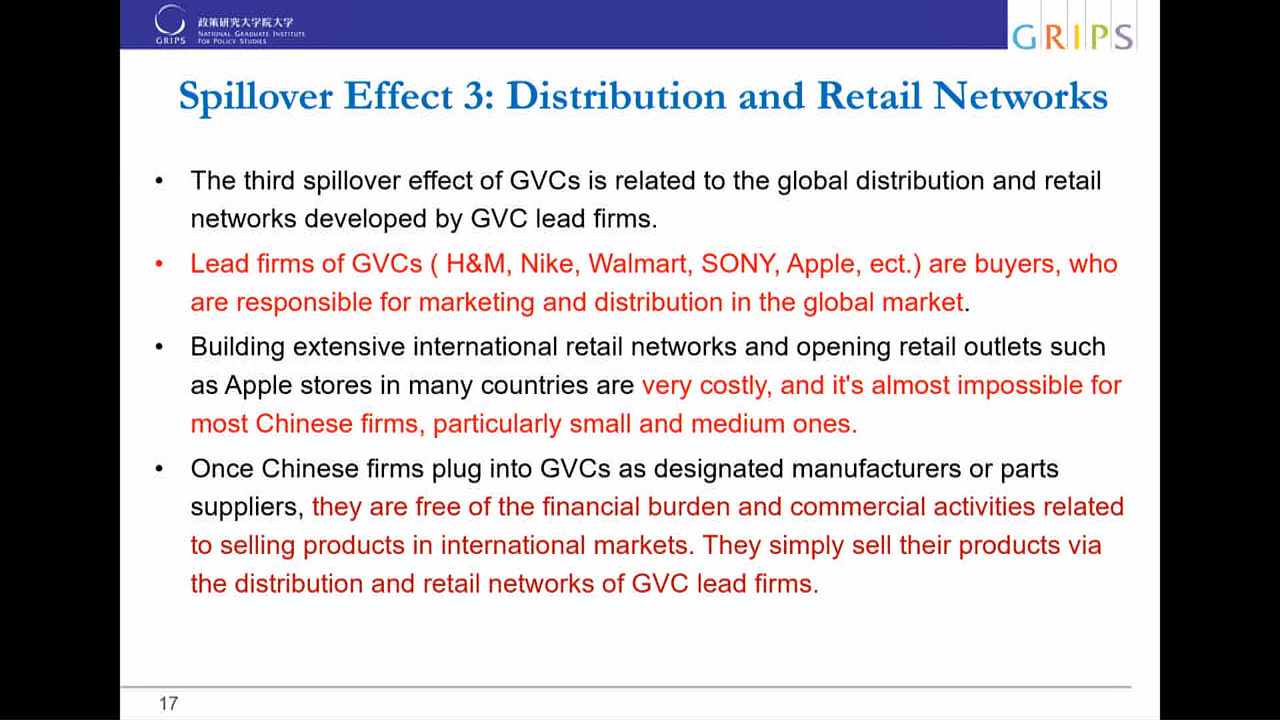 政策研究大学院大学
NATIONAL GRADUATE INSTITUTE
FOR POLICY STUDIES
GRIPS
GRIPS
Spillover Effect 3: Distribution and Retail Networks
• The third spillover effect of GVCs is related to the global distribution and retail
networks developed by GVC lead firms.
• Lead firms of GVCs ( H&M, Nike, Walmart, SONY, Apple, ect.) are buyers, who
are responsible for marketing and distribution in the global market.
• Building extensive international retail networks and opening retail outlets such
as Apple stores in many countries are very costly, and it's almost impossible for
most Chinese firms, particularly small and medium ones.
• Once Chinese firms plug into GVCs as designated manufacturers or parts
suppliers, they are free of the financial burden and commercial activities related
to selling products in international markets. They simply sell their products via
the distribution and retail networks of GVC lead firms.
17